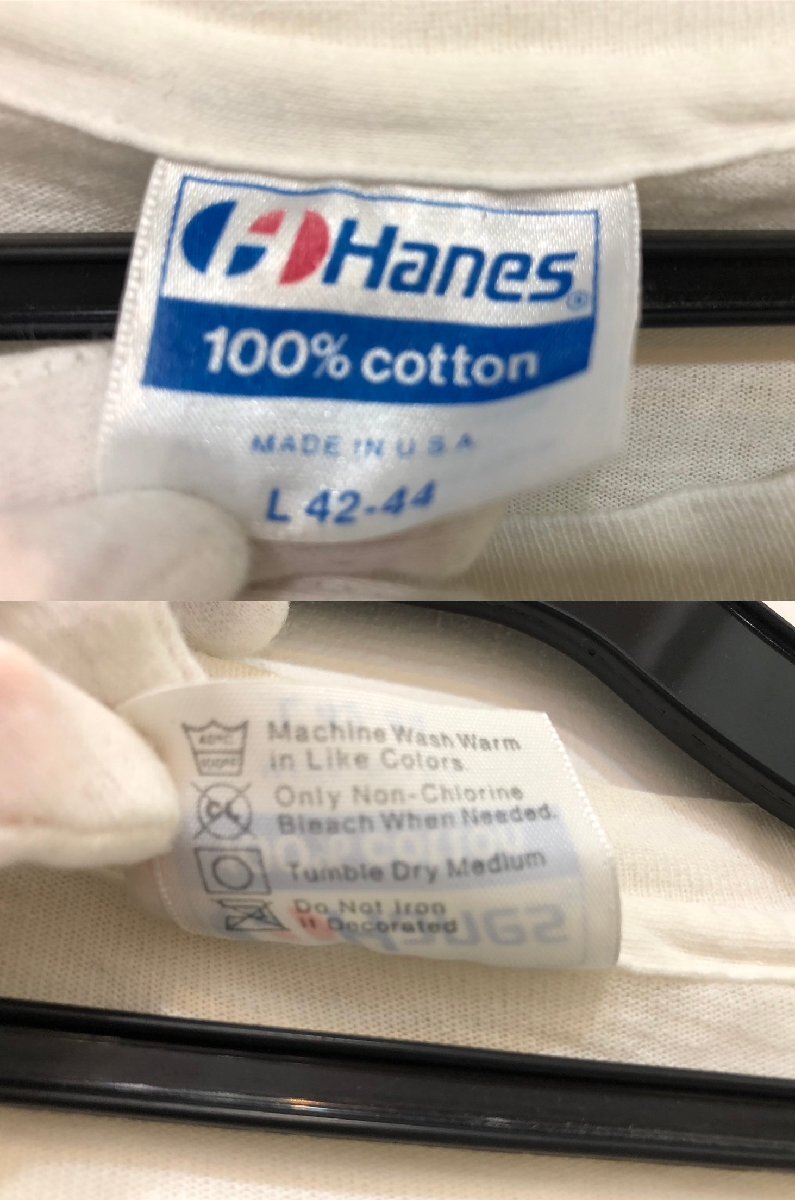 Hanes®
100% cotton
MADE IN U.S.A.
L 42-44
Machine Wash Warm
in Like Colors.
Only Non-Chlorine
Bleach When Needed.
Tumble Dry Medium
Do Not Iron
if Decorated